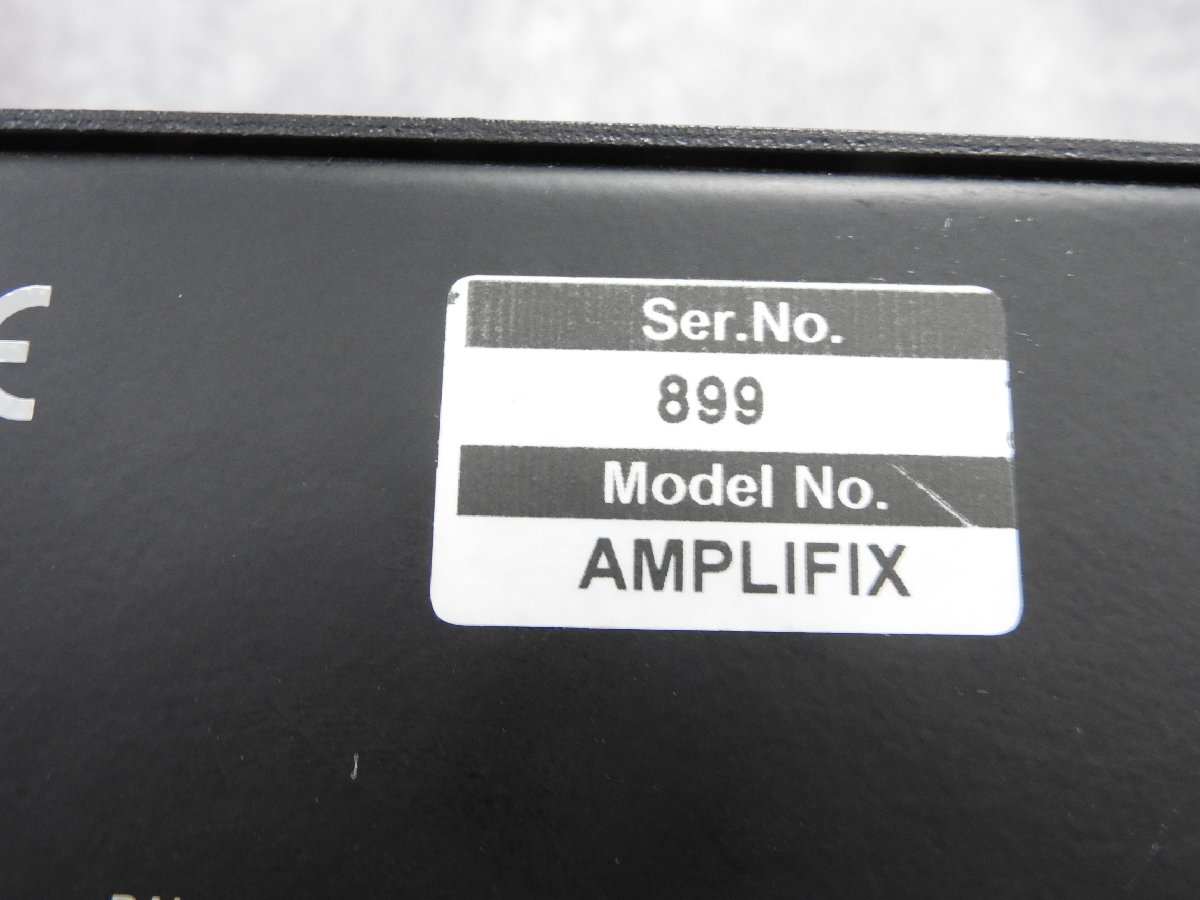 Ser.No.
899
Model No.
AMPLIFIX